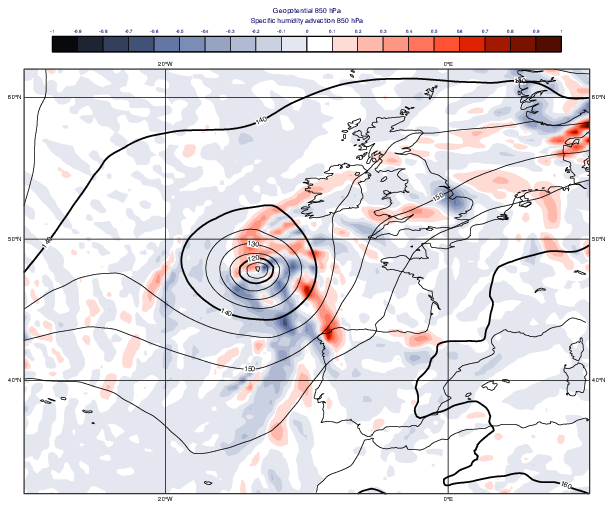 Geopotential 850 hPa
Specific humidity advection 850 hPa
-1 -0.9 -0.8 -0.7 -0.6 -0.5 -0.4 -0.3 -0.2 -0.1 0 0.1 0.2 0.3 0.4 0.5 0.6 0.7 0.8 0.9 1
20°W 0°E
60°N 140 60°N
140
150
50°N 140 130 50°N
120
140
150
40°N 40°N
160
20°W 0°E